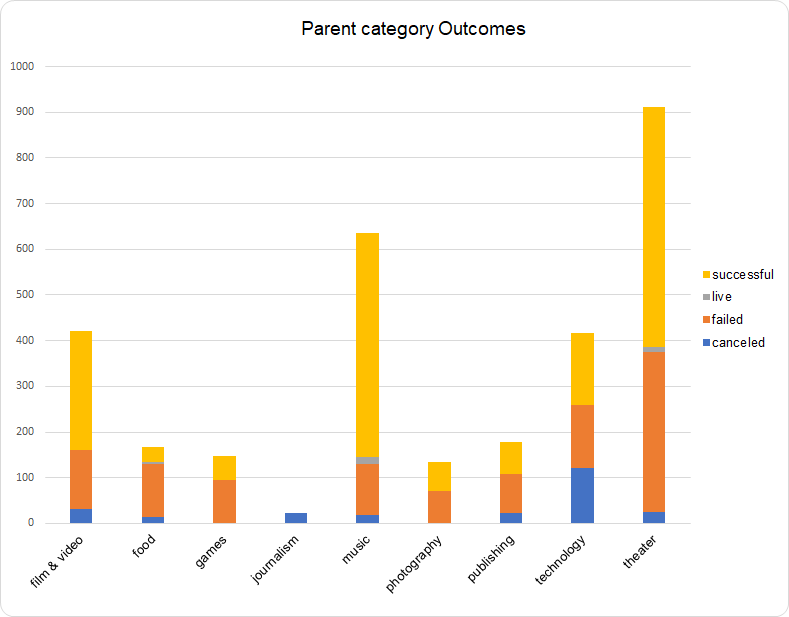 Parent category Outcomes
1000
900
800
700
600
500
400
300
200
100
0
film & video
food
games
journalism
music
photography
publishing
technology
theater
successful
live
failed
canceled